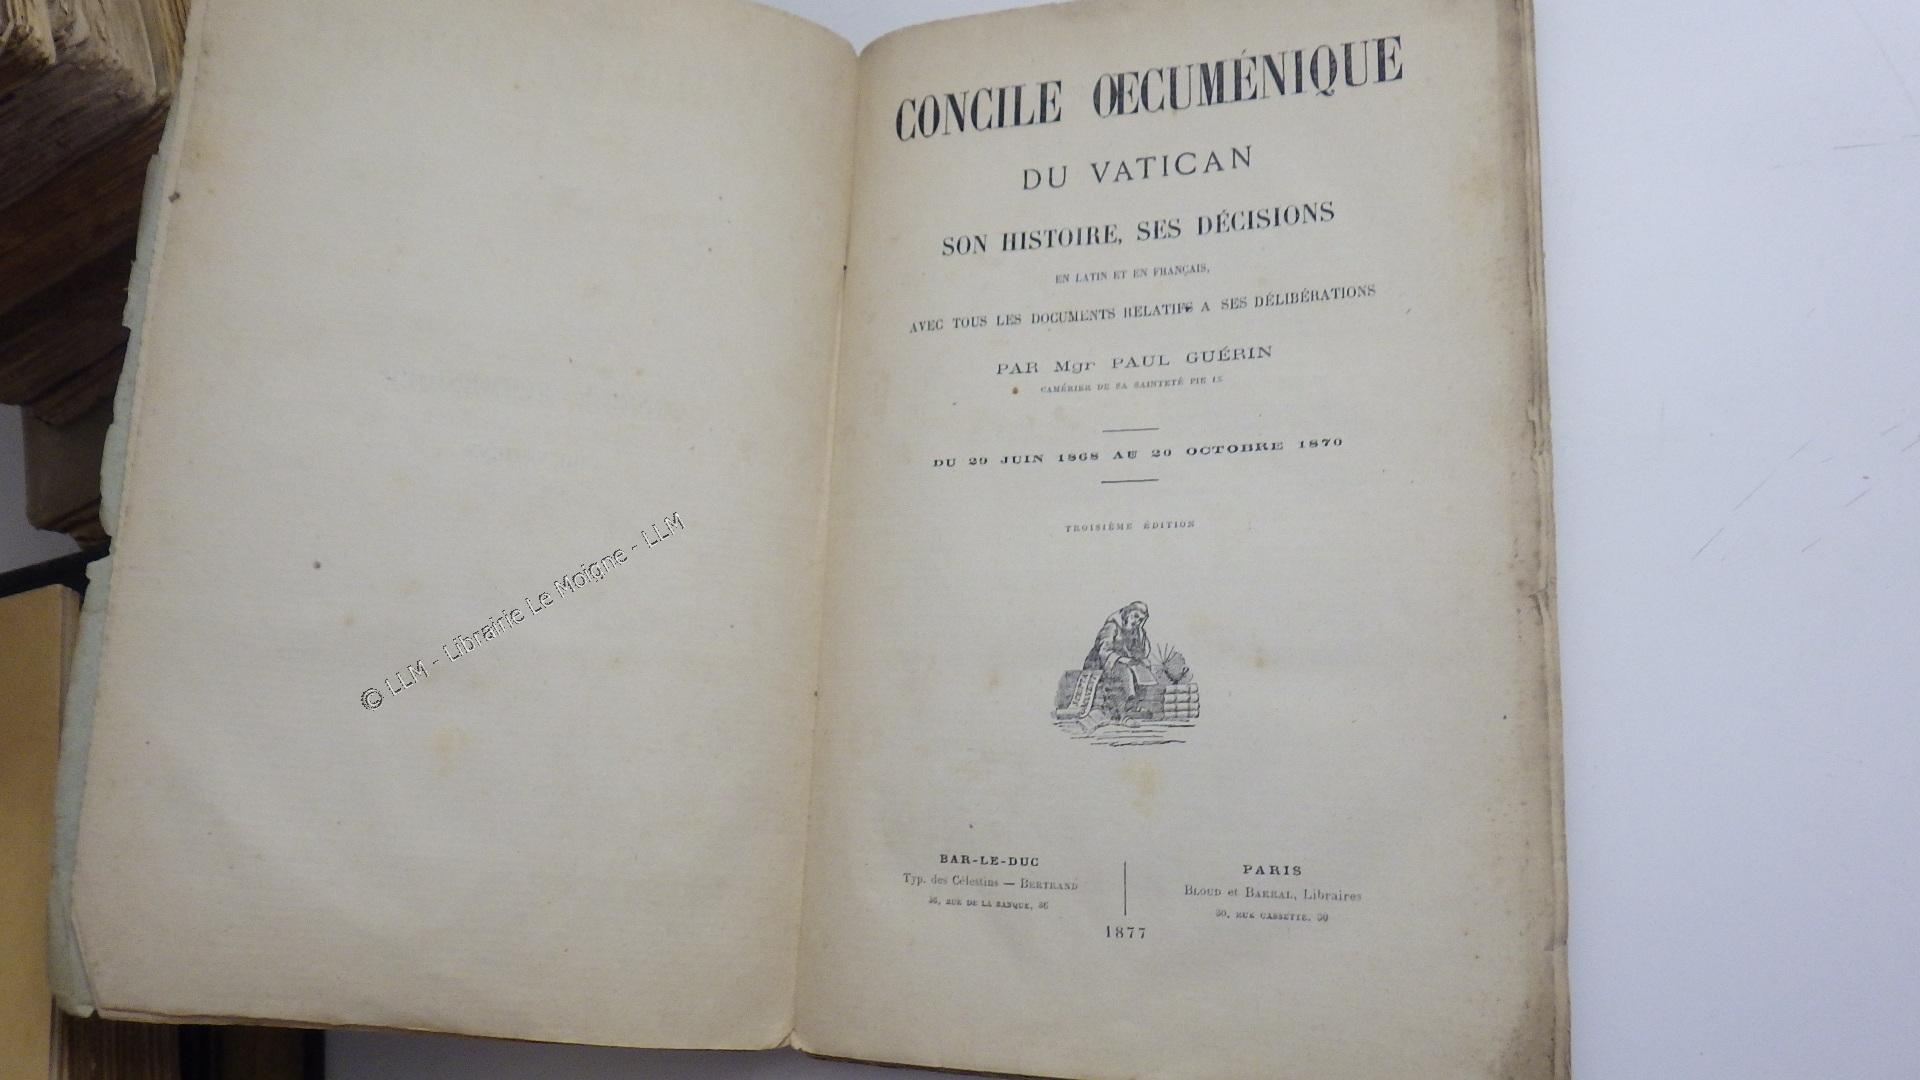 CONCILE ŒCUMÉNIQUE
DU VATICAN
SON HISTOIRE, SES DÉCISIONS
EN LATIN ET EN FRANÇAIS,
AVEC TOUS LES DOCUMENTS RELATIFS A SES DÉLIBÉRATIONS
PAR Mgr PAUL GUÉRIN
CAMÉRIER DE SA SAINTETÉ PIE IX
DU 29 JUIN 1868 AU 20 OCTOBRE 1870
TROISIÈME ÉDITION
SCRIPTA
BAR-LE-DUC
Typ. des Célestins — BERTRAND
36, RUE DE LA BANQUE, 36
PARIS
BLOUD et BARRAL, Libraires
30, RUE CASSETTE, 30
1877
© LLM - Librairie Le Moigne - LLM